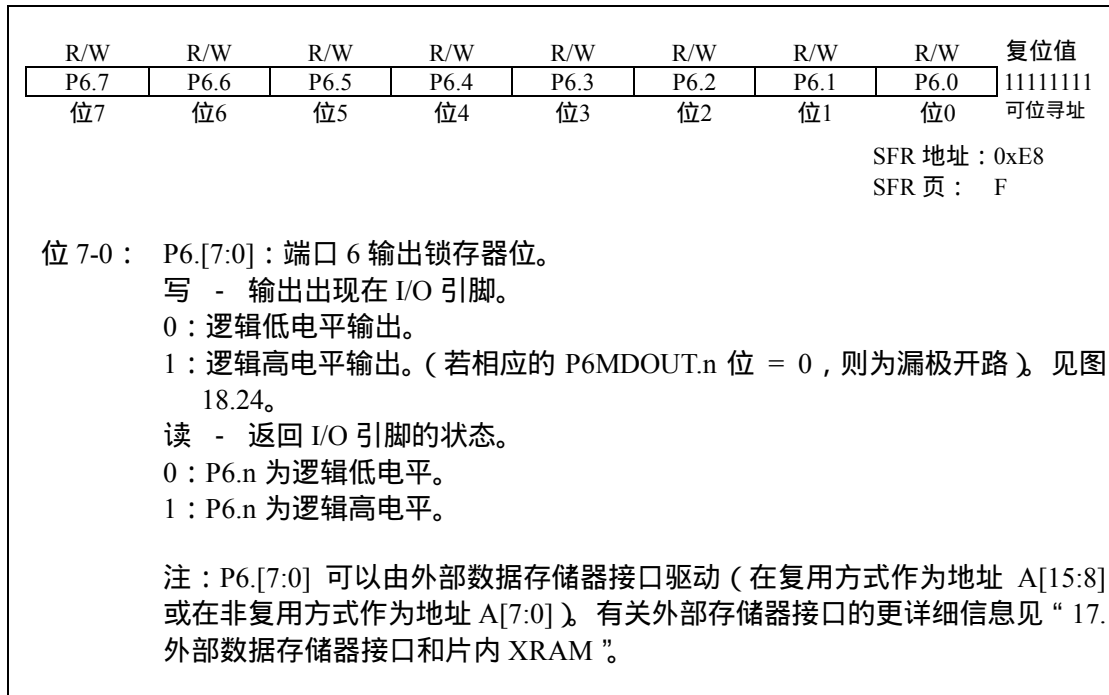 R/W R/W R/W R/W R/W R/W R/W R/W 复位值
P6.7 P6.6 P6.5 P6.4 P6.3 P6.2 P6.1 P6.0 11111111
位7 位6 位5 位4 位3 位2 位1 位0 可位寻址
SFR 地址：0xE8
SFR 页： F
位 7-0： P6.[7:0]：端口 6 输出锁存器位。
写 - 输出出现在 I/O 引脚。
0：逻辑低电平输出。
1：逻辑高电平输出。（若相应的 P6MDOUT.n 位 = 0，则为漏极开路）。见图
18.24。
读 - 返回 I/O 引脚的状态。
0：P6.n 为逻辑低电平。
1：P6.n 为逻辑高电平。
注：P6.[7:0] 可以由外部数据存储器接口驱动（在复用方式作为地址 A[15:8]
或在非复用方式作为地址 A[7:0]）。有关外部存储器接口的更详细信息见“17.
外部数据存储器接口和片内 XRAM”。